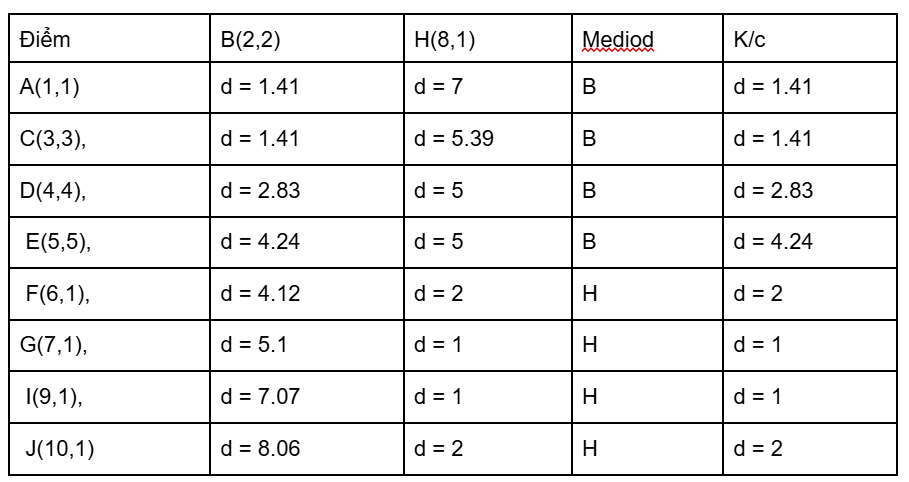 Điểm B(2,2) H(8,1) Mediod K/c
A(1,1) d = 1.41 d = 7 B d = 1.41
C(3,3), d = 1.41 d = 5.39 B d = 1.41
D(4,4), d = 2.83 d = 5 B d = 2.83
E(5,5), d = 4.24 d = 5 B d = 4.24
F(6,1), d = 4.12 d = 2 H d = 2
G(7,1), d = 5.1 d = 1 H d = 1
I(9,1), d = 7.07 d = 1 H d = 1
J(10,1) d = 8.06 d = 2 H d = 2